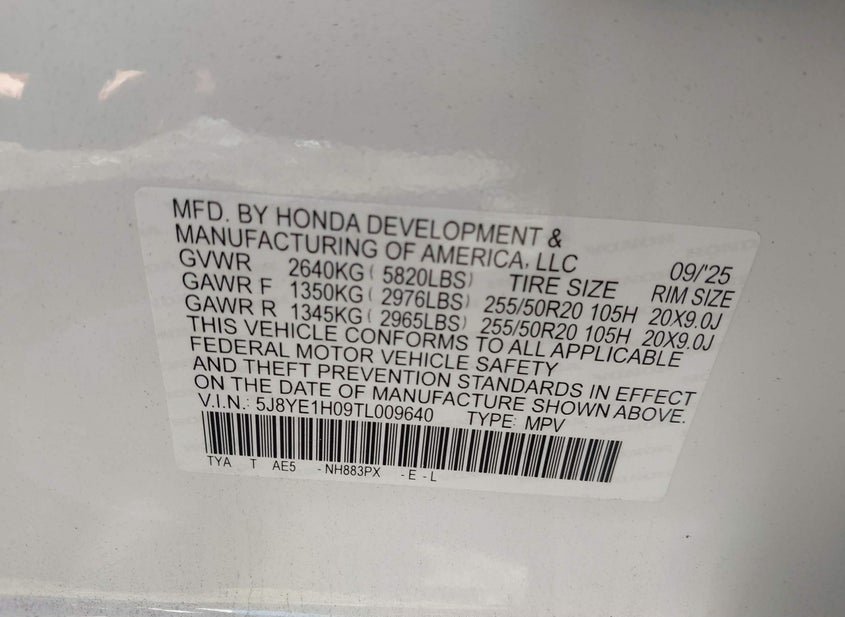 MFD. BY HONDA DEVELOPMENT &
MANUFACTURING OF AMERICA, LLC 09/'25
GVWR 2640KG ( 5820LBS) TIRE SIZE RIM SIZE
GAWR F 1350KG ( 2976LBS) 255/50R20 105H 20X9.0J
GAWR R 1345KG ( 2965LBS) 255/50R20 105H 20X9.0J
THIS VEHICLE CONFORMS TO ALL APPLICABLE
FEDERAL MOTOR VEHICLE SAFETY
AND THEFT PREVENTION STANDARDS IN EFFECT
ON THE DATE OF MANUFACTURE SHOWN ABOVE.
V.I.N.: 5J8YE1H09TL009640 TYPE: MPV
TYA T AE5 -NH883PX -E-L